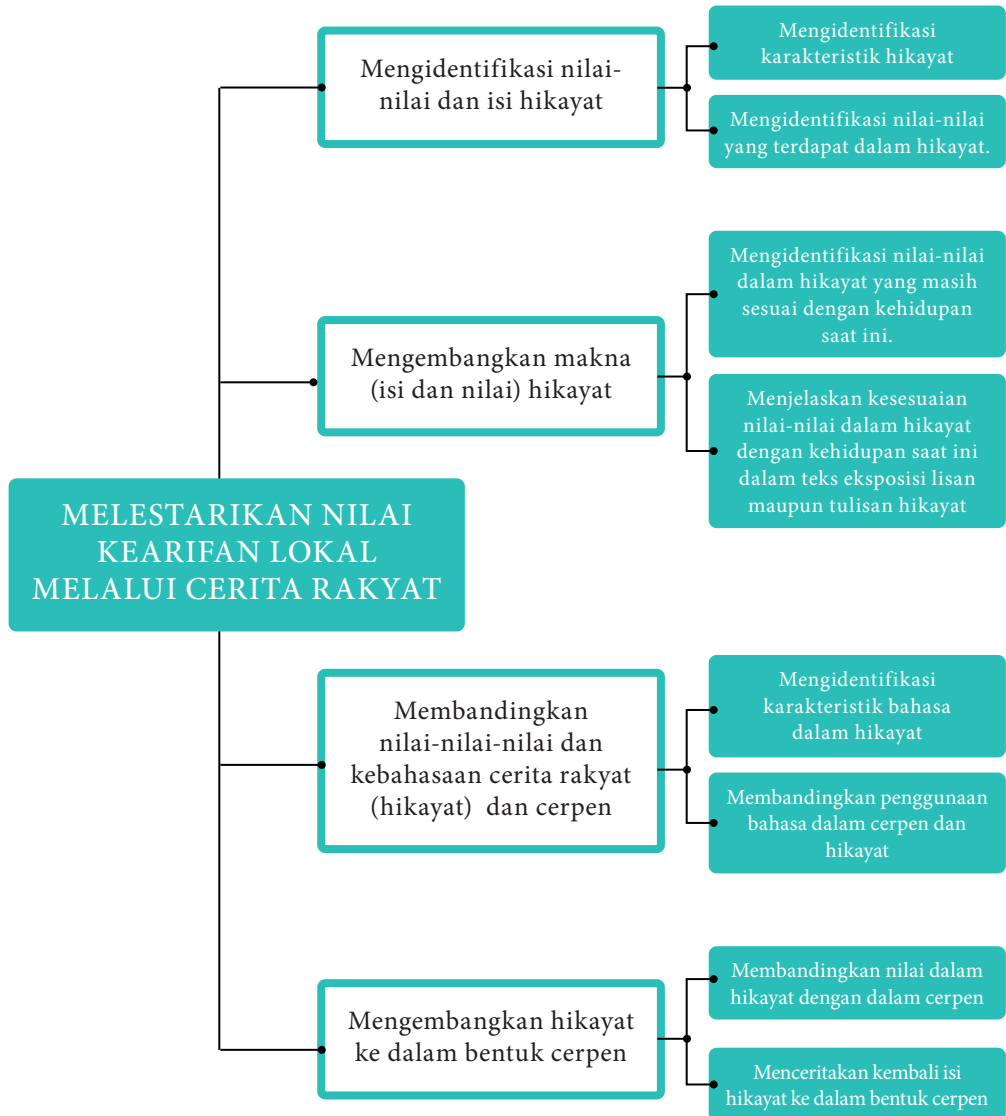 Mengidentifikasi nilai-
nilai dan isi hikayat
Mengidentifikasi
karakteristik hikayat
Mengidentifikasi nilai-nilai
yang terdapat dalam hikayat.
Mengembangkan makna
(isi dan nilai) hikayat
Mengidentifikasi nilai-nilai
dalam hikayat yang masih
sesuai dengan kehidupan
saat ini.
Menjelaskan kesesuaian
nilai-nilai dalam hikayat
dengan kehidupan saat ini
dalam teks eksposisi lisan
maupun tulisan hikayat
MELESTARIKAN NILAI
KEARIFAN LOKAL
MELALUI CERITA RAKYAT
Membandingkan
nilai-nilai-nilai dan
kebahasaan cerita rakyat
(hikayat) dan cerpen
Mengidentifikasi
karakteristik bahasa
dalam hikayat
Membandingkan penggunaan
bahasa dalam cerpen dan
hikayat
Mengembangkan hikayat
ke dalam bentuk cerpen
Membandingkan nilai dalam
hikayat dengan dalam cerpen
Menceritakan kembali isi
hikayat ke dalam bentuk cerpen